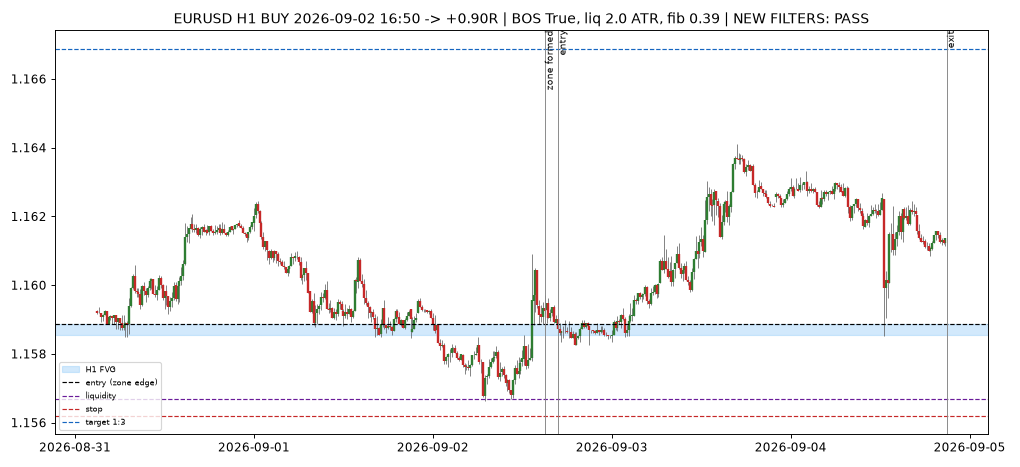 EURUSD H1 BUY 2026-09-02 16:50 -> +0.90R | BOS True, liq 2.0 ATR, fib 0.39 | NEW FILTERS: PASS
zone formed
entry
exit
1.166
1.164
1.162
1.160
1.158
1.156
H1 FVG
entry (zone edge)
liquidity
stop
target 1:3
2026-08-31
2026-09-01
2026-09-02
2026-09-03
2026-09-04
2026-09-05